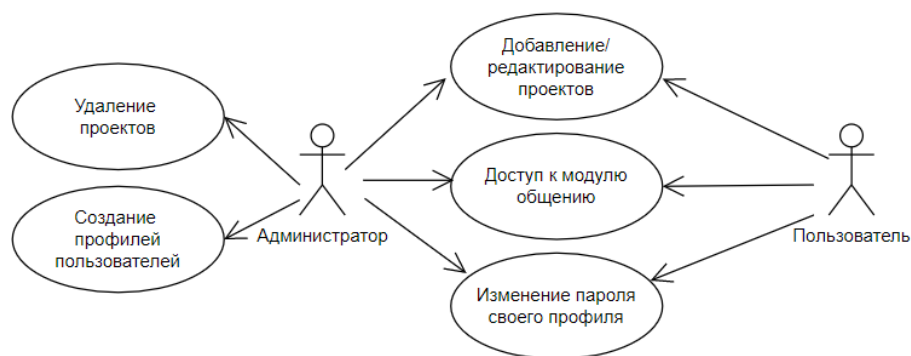 Добавление/
редактирование
проектов
Удаление
проектов
Доступ к модулю
общению
Создание
профилей
пользователей
Администратор
Пользователь
Изменение пароля
своего профиля